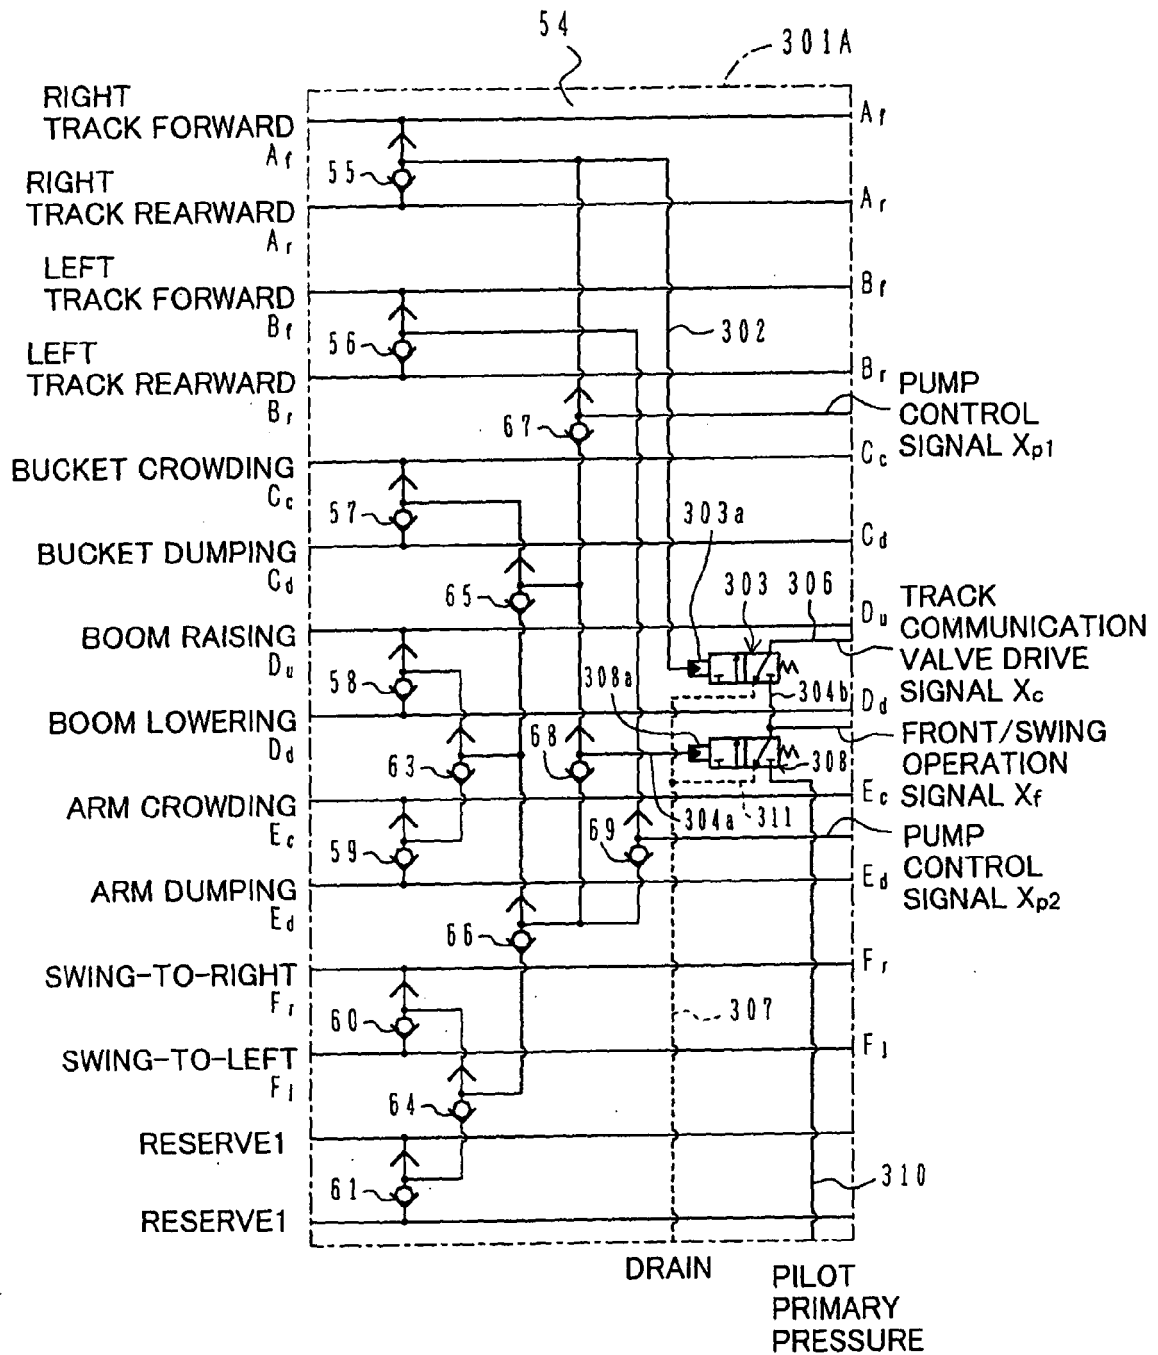 54
301A
RIGHT
TRACK FORWARD
Af
Af
55
RIGHT
TRACK REARWARD
Ar
Ar
LEFT
TRACK FORWARD
Bf
Bf
302
56
LEFT
TRACK REARWARD
Br
Br
PUMP
CONTROL
SIGNAL Xp1
67
BUCKET CROWDING
Cc
Cc
57
303a
BUCKET DUMPING
Cd
Cd
65
303
306
BOOM RAISING
Du
Du
TRACK
COMMUNICATION
VALVE DRIVE
SIGNAL Xc
58
308a
304b
BOOM LOWERING
Dd
Dd
FRONT/SWING
OPERATION
SIGNAL Xf
63
68
308
ARM CROWDING
Ec
Ec
304a
311
59
69
PUMP
CONTROL
SIGNAL Xp2
ARM DUMPING
Ed
Ed
66
SWING-TO-RIGHT
Fr
Fr
60
307
SWING-TO-LEFT
Fl
Fl
64
RESERVE1
61
310
RESERVE1
DRAIN
PILOT
PRIMARY
PRESSURE